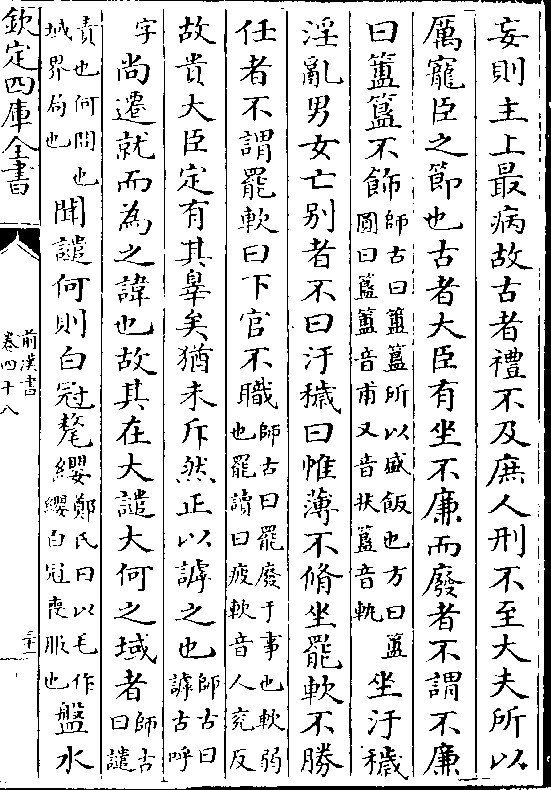 妄則主上最病故古者禮不及庶人刑不至大夫所以
厲寵臣之節也古者大臣有坐不廉而廢者不謂不廉
曰簠簋不飾師古曰簠簋所以盛飯也方曰簠圓曰簋簠音甫又音扶簋音軌坐汙穢
淫亂男女亡别者不曰汙穢曰惟薄不脩坐罷軟不勝
任者不謂罷軟曰下官不職師古曰罷廢于事也軟弱也罷讀曰疲軟音人兖反
故貴大臣定有其辠矣猶未斥然正以謼之也師古曰謼古呼
字尚遷就而為之諱也故其在大譴大何之域者師古曰譴
責也何問也域界局也聞譴何則白冠氂纓鄭氏曰以毛作纓白冠喪服也盤水
欽定四庫全書
前漢書
卷四十八
二十一